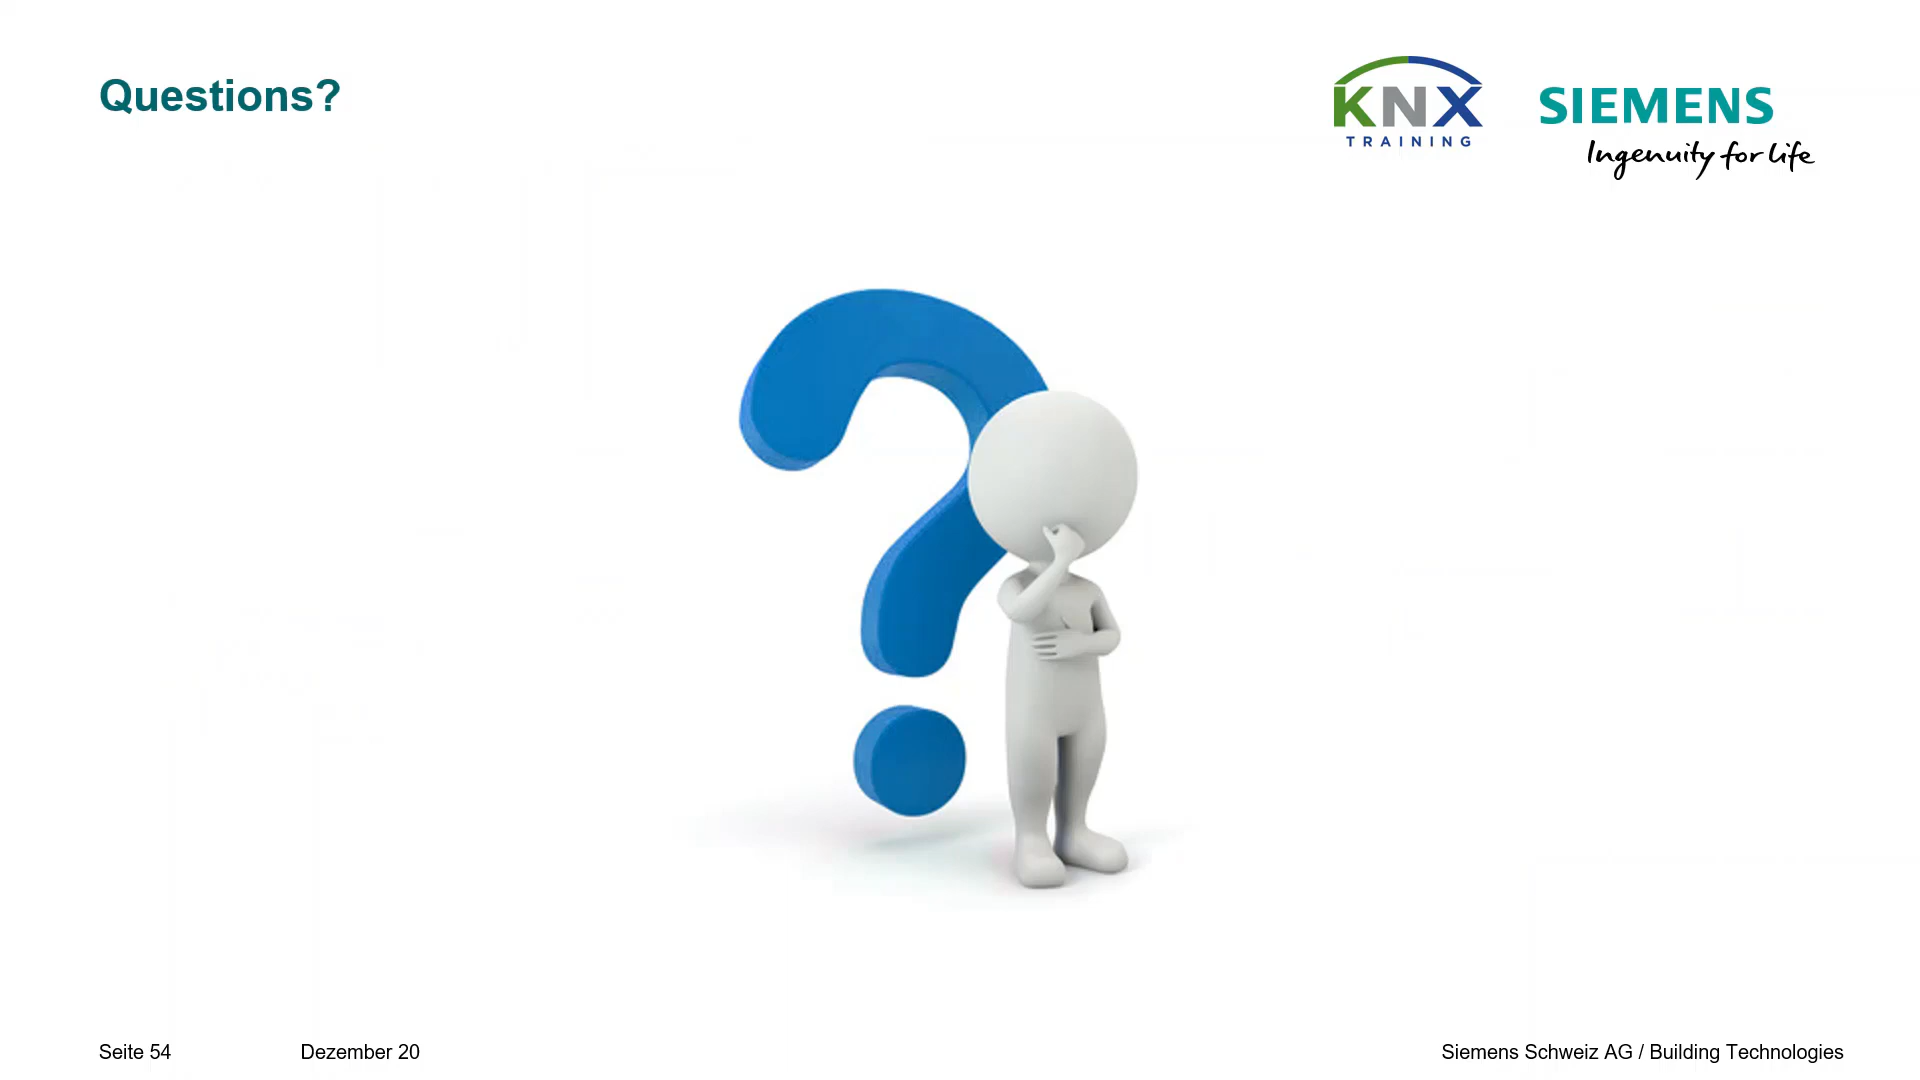 Questions?
KNX
TRAINING
SIEMENS
Ingenuity for life
Seite 54
Dezember 20
Siemens Schweiz AG / Building Technologies